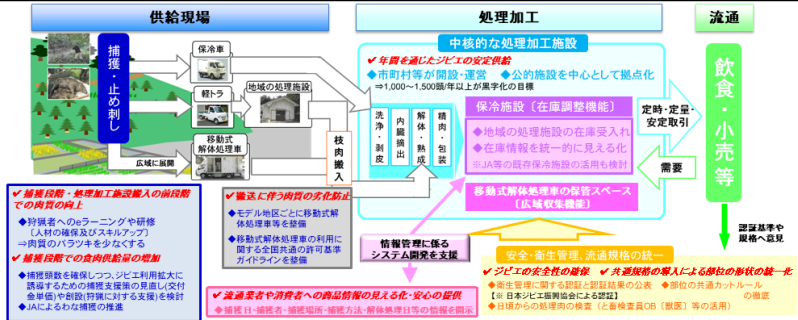 供給現場
処理加工
流通
捕獲・止め刺し
保冷車
軽トラ
移動式
解体処理車
広域に展開
地域の処理施設
枝肉搬入
中核的な処理加工施設
✔年間を通じたジビエの安定供給
◆市町村等が開設・運営 ◆公的施設を中心として拠点化
⇒1,000～1,500頭/年以上が黒字化の目標
洗浄・剥皮
内臓摘出
解体・熟成
精肉・包装
保冷施設〔在庫調整機能〕
◆地域の処理施設の在庫受入れ
◆在庫情報を統一的に見える化
※JA等の既存保冷施設の活用も検討
移動式解体処理車の保管スペース
〔広域収集機能〕
定時・定量・
安定取引
需要
飲食・小売等
認証基準や
規格へ意見
✔捕獲段階・処理加工施設搬入の前段階
での肉質の向上
◆狩猟者へのeラーニングや研修
〔人材の確保及びスキルアップ〕
⇒肉質のバラツキを少なくする
✔捕獲段階での食肉供給量の増加
◆捕獲頭数を確保しつつ、ジビエ利用拡大に
誘導するための捕獲支援策の見直し(交付
金単価)や創設(狩猟に対する支援)を検討
◆JAによるわな捕獲の推進
✔搬送に伴う肉質の劣化防止
◆モデル地区ごとに移動式解
体処理車等を整備
◆移動式解体処理車の利用に
関する全国共通の許可基準
ガイドラインを整備
情報管理に係る
システム開発を支援
✔流通業者や消費者への商品情報の見える化・安心の提供
◆捕獲日・捕獲者・捕獲場所・捕獲方法・解体処理日等の情報を開示
安全・衛生管理、流通規格の統一
✔ジビエの安全性の確保 ✔共通規格の導入による部位の形状の統一化
◆衛生管理に関する認証と認証結果の公表 ◆部位の共通カットルール
【※ 日本ジビエ振興協会による認証】 の徹底
◆日頃からの処理肉の検査（と畜検査員OB〔獣医〕等の活用）